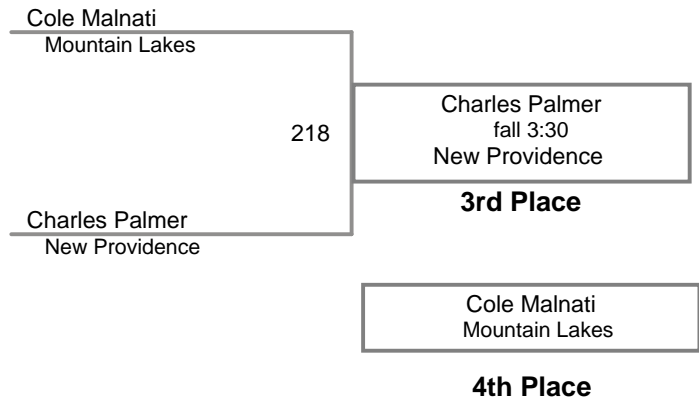 Cole Malnati
Mountain Lakes
218
Charles Palmer
fall 3:30
New Providence
3rd Place
Charles Palmer
New Providence
Cole Malnati
Mountain Lakes
4th Place